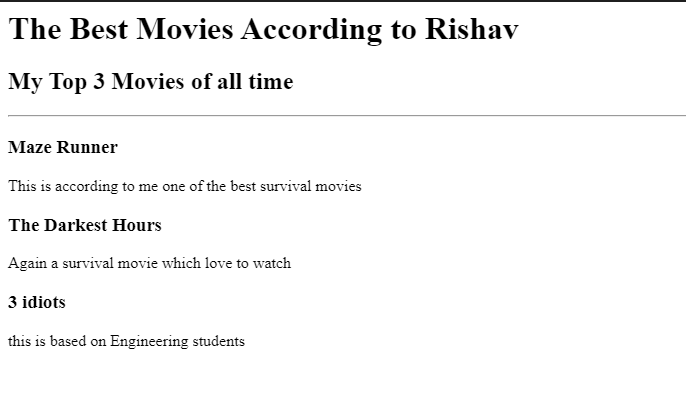 The Best Movies According to Rishav
My Top 3 Movies of all time
Maze Runner
This is according to me one of the best survival movies
The Darkest Hours
Again a survival movie which love to watch
3 idiots
this is based on Engineering students